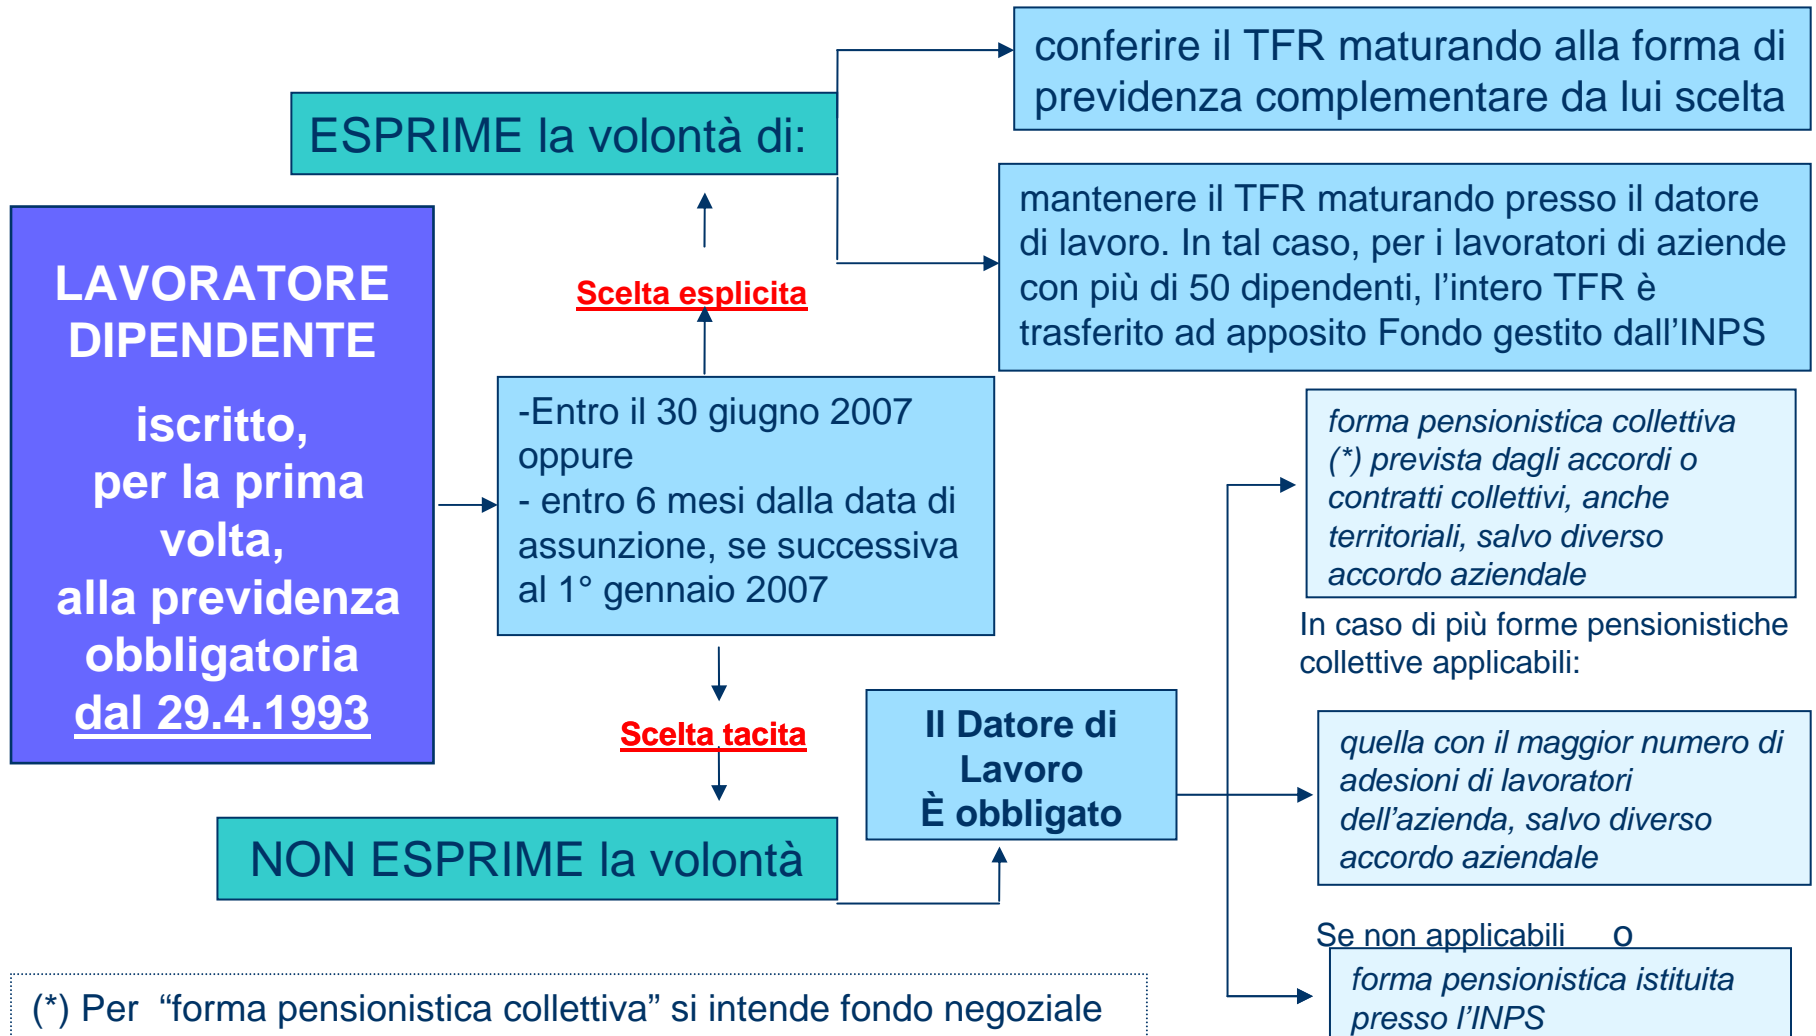 conferire il TFR maturando alla forma di
previdenza complementare da lui scelta
ESPRIME la volontà di:
mantenere il TFR maturando presso il datore
di lavoro. In tal caso, per i lavoratori di aziende
con più di 50 dipendenti, l’intero TFR è
trasferito ad apposito Fondo gestito dall’INPS
LAVORATORE
DIPENDENTE
iscritto,
per la prima
volta,
alla previdenza
obbligatoria
dal 29.4.1993
Scelta esplicita
-Entro il 30 giugno 2007
oppure
- entro 6 mesi dalla data di
assunzione, se successiva
al 1° gennaio 2007
forma pensionistica collettiva
(*) prevista dagli accordi o
contratti collettivi, anche
territoriali, salvo diverso
accordo aziendale
In caso di più forme pensionistiche
collettive applicabili:
Scelta tacita
Il Datore di
Lavoro
È obbligato
quella con il maggior numero di
adesioni di lavoratori
dell’azienda, salvo diverso
accordo aziendale
NON ESPRIME la volontà
Se non applicabili o
forma pensionistica istituita
presso l’INPS
(*) Per “forma pensionistica collettiva” si intende fondo negoziale